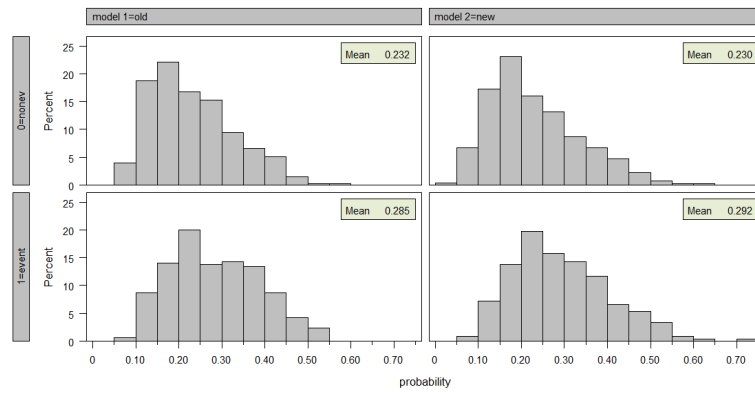 model 1=old
model 2=new
0=nonev
Percent
25
20
15
10
5
0
Mean 0.232
Mean 0.230
1=event
Percent
25
20
15
10
5
0
Mean 0.285
Mean 0.292
0 0.10 0.20 0.30 0.40 0.50 0.60 0.70
0 0.10 0.20 0.30 0.40 0.50 0.60 0.70
probability